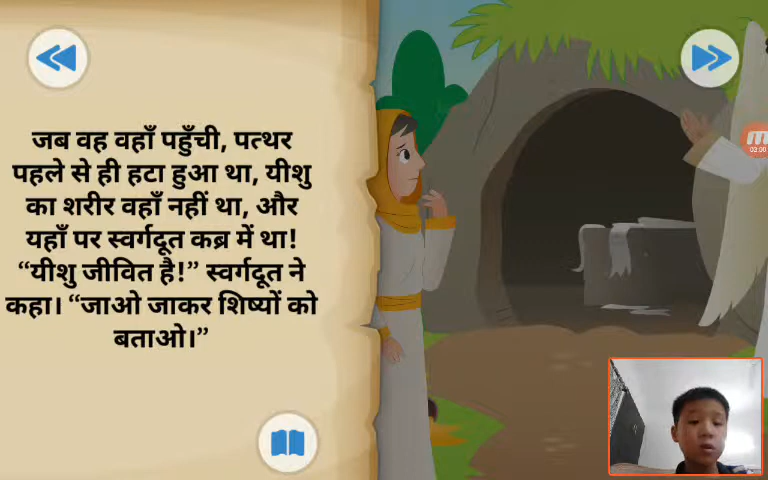 जब वह वहाँ पहुँची, पत्थर
पहले से ही हटा हुआ था, यीशु
का शरीर वहाँ नहीं था, और
यहाँ पर स्वर्गदूत कब्र में था!
“यीशु जीवित है!” स्वर्गदूत ने
कहा। “जाओ जाकर शिष्यों को
बताओ।”